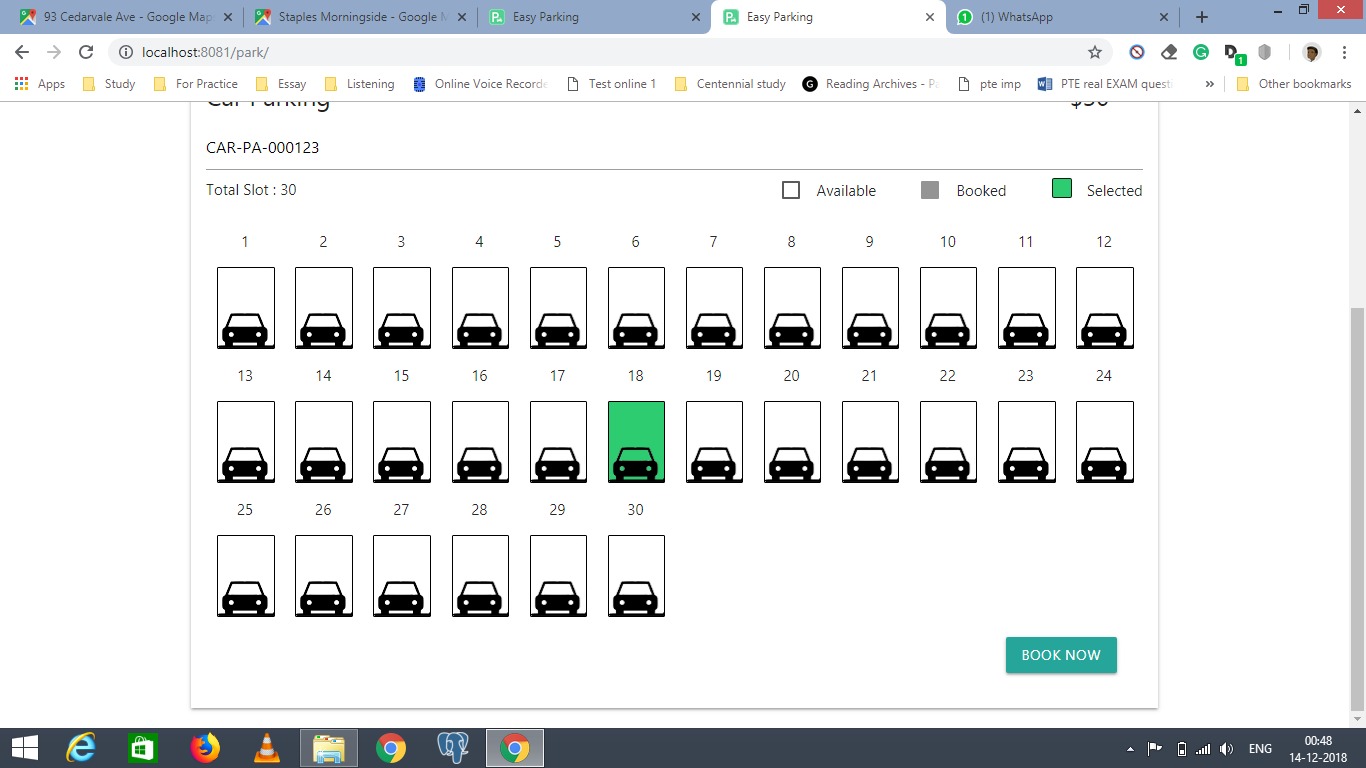 93 Cedarvale Ave - Google Map
Staples Morningside - Google M
Easy Parking
Easy Parking
(1) WhatsApp
localhost:8081/park/
1
Apps
Study
For Practice
Essay
Listening
Online Voice Recorde
Test online 1
Centennial study
Reading Archives - P
pte imp
PTE real EXAM questi
»
Other bookmarks
Car Parking
$30
CAR-PA-000123
Total Slot : 30
Available
Booked
Selected
1 2 3 4 5 6 7 8 9 10 11 12
13 14 15 16 17 18 19 20 21 22 23 24
25 26 27 28 29 30
BOOK NOW
ENG
00:48
14-12-2018